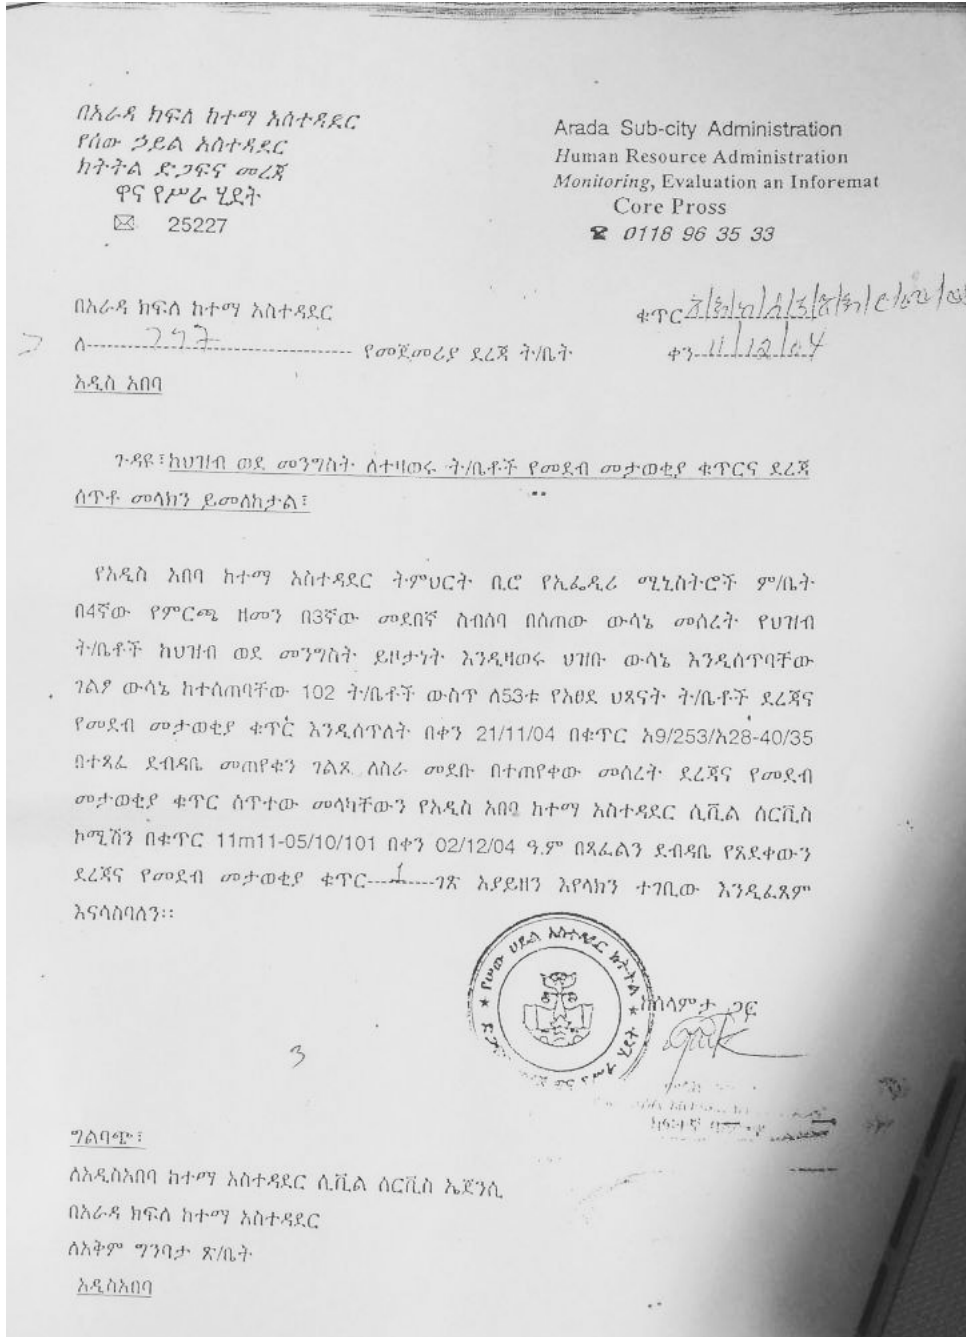 በአራዳ ክፍለ ከተማ አስተዳደር
የሰው ኃይል አስተዳደር
ክትትል ድጋፍና መረጃ
ዋና የሥራ ሂደት
✉ 25227
Arada Sub-city Administration
Human Resource Administration
Monitoring, Evaluation an Inforemat
Core Pross
☎ 0118 96 35 33
በአራዳ ክፍለ ከተማ አስተዳደር
ቁጥር
ለ የመጀመሪያ ደረጃ ት/ቤት
ቀን 11/12/04
አዲስ አበባ
ጉዳዩ፡ ከህዝብ ወደ መንግስት ለተዛወሩ ት/ቤቶች የመደብ መታወቂያ ቁጥርና ደረጃ
ሰጥቶ መላክን ይመለከታል፡
የአዲስ አበባ ከተማ አስተዳደር ትምህርት ቢሮ የኢፌዲሪ ሚኒስትሮች ም/ቤት
በ4ኛው የምርጫ ዘመን በ3ኛው መደበኛ ስብሰባ በሰጠው ውሳኔ መሰረት የህዝብ
ት/ቤቶች ከህዝብ ወደ መንግስት ይዞታነት እንዲዛወሩ ህዝቡ ውሳኔ እንዲሰጥባቸው
ገልፆ ውሳኔ ከተሰጠባቸው 102 ት/ቤቶች ውስጥ ለ53ቱ የአፀደ ህጻናት ት/ቤቶች ደረጃና
የመደብ መታወቂያ ቁጥር እንዲሰጥለት በቀን 21/11/04 በቁጥር አ9/253/አ28-40/35
በተጻፈ ደብዳቤ መጠየቁን ገልጾ ለስራ መደቡ በተጠየቀው መሰረት ደረጃና የመደብ
መታወቂያ ቁጥር ሰጥተው መላካቸውን የአዲስ አበባ ከተማ አስተዳደር ሲቪል ሰርቪስ
ኮሚሽን በቁጥር 11m11-05/10/101 በቀን 02/12/04 ዓ.ም በጻፈልን ደብዳቤ የጸደቀውን
ደረጃና የመደብ መታወቂያ ቁጥር----1----ገጽ አያይዘን እየላክን ተገቢው እንዲፈጸም
እናሳስባለን፡፡
የሠው ሀይል አስተዳደር ክትትል
ከሰላምታ ጋር
3
ግልባጭ፡
ለአዲስአበባ ከተማ አስተዳደር ሲቪል ሰርቪስ ኤጀንሲ
በአራዳ ክፍለ ከተማ አስተዳደር
ለአቅም ግንባታ ጽ/ቤት
አዲስአበባ